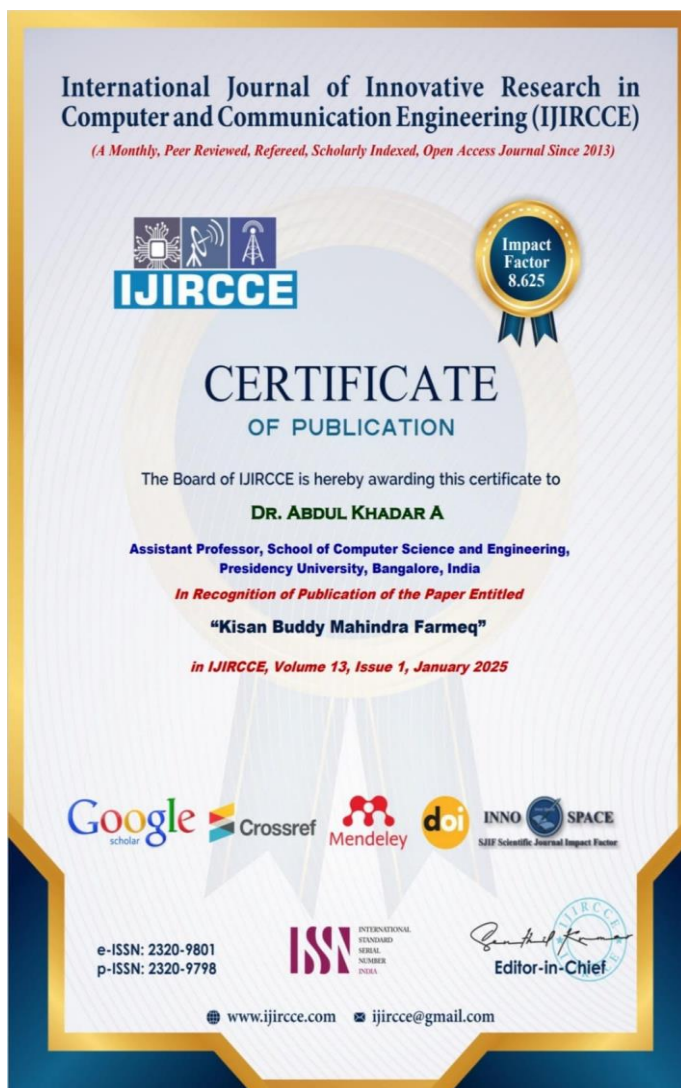 International Journal of Innovative Research in
Computer and Communication Engineering (IJIRCCE)
(A Monthly, Peer Reviewed, Refereed, Scholarly Indexed, Open Access Journal Since 2013)
IJIRCCE
Impact
Factor
8.625
CERTIFICATE
OF PUBLICATION
The Board of IJIRCCE is hereby awarding this certificate to
DR. ABDUL KHADAR A
Assistant Professor, School of Computer Science and Engineering,
Presidency University, Bangalore, India
In Recognition of Publication of the Paper Entitled
“Kisan Buddy Mahindra Farmeq”
in IJIRCCE, Volume 13, Issue 1, January 2025
Google
scholar
Crossref
Mendeley
doi
INNO SPACE
SJIF Scientific Journal Impact Factor
e-ISSN: 2320-9801
p-ISSN: 2320-9798
ISSN
INTERNATIONAL
STANDARD
SERIAL
NUMBER
INDIA
IJIRCCE
Editor-in-Chief
www.ijircce.com ijircce@gmail.com